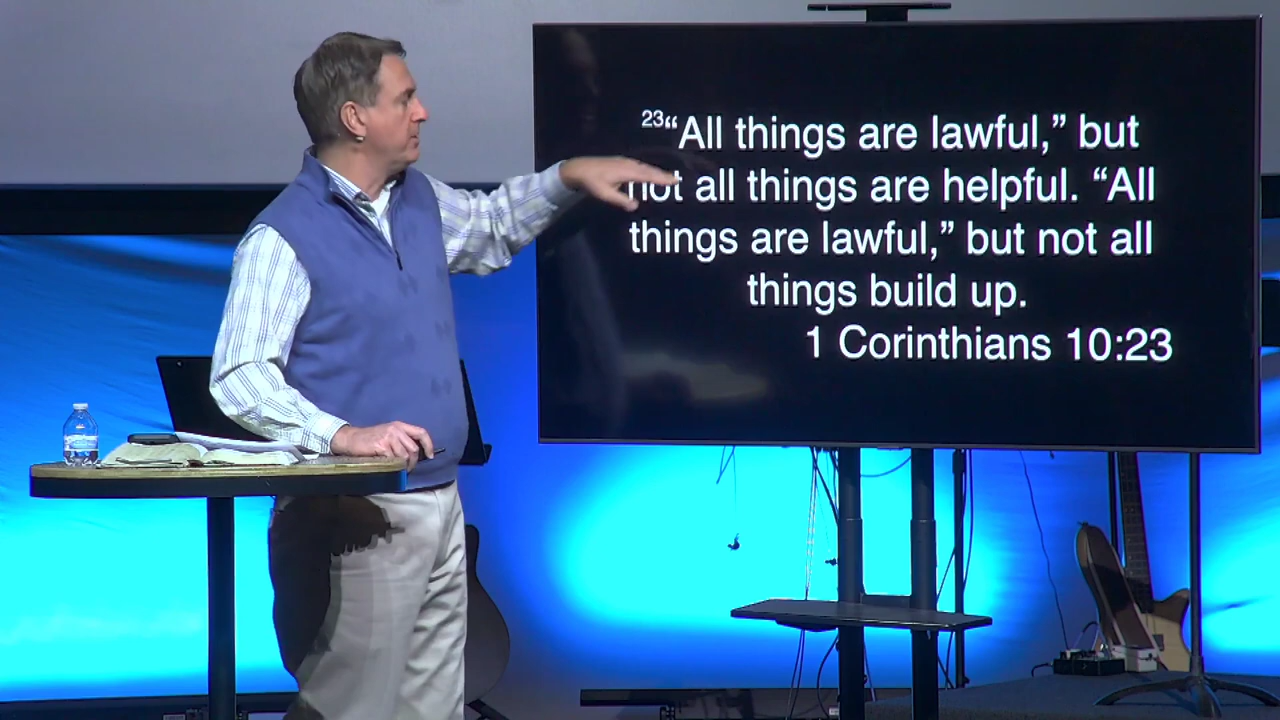 ²³“All things are lawful,” but
not all things are helpful. “All
things are lawful,” but not all
things build up.
1 Corinthians 10:23